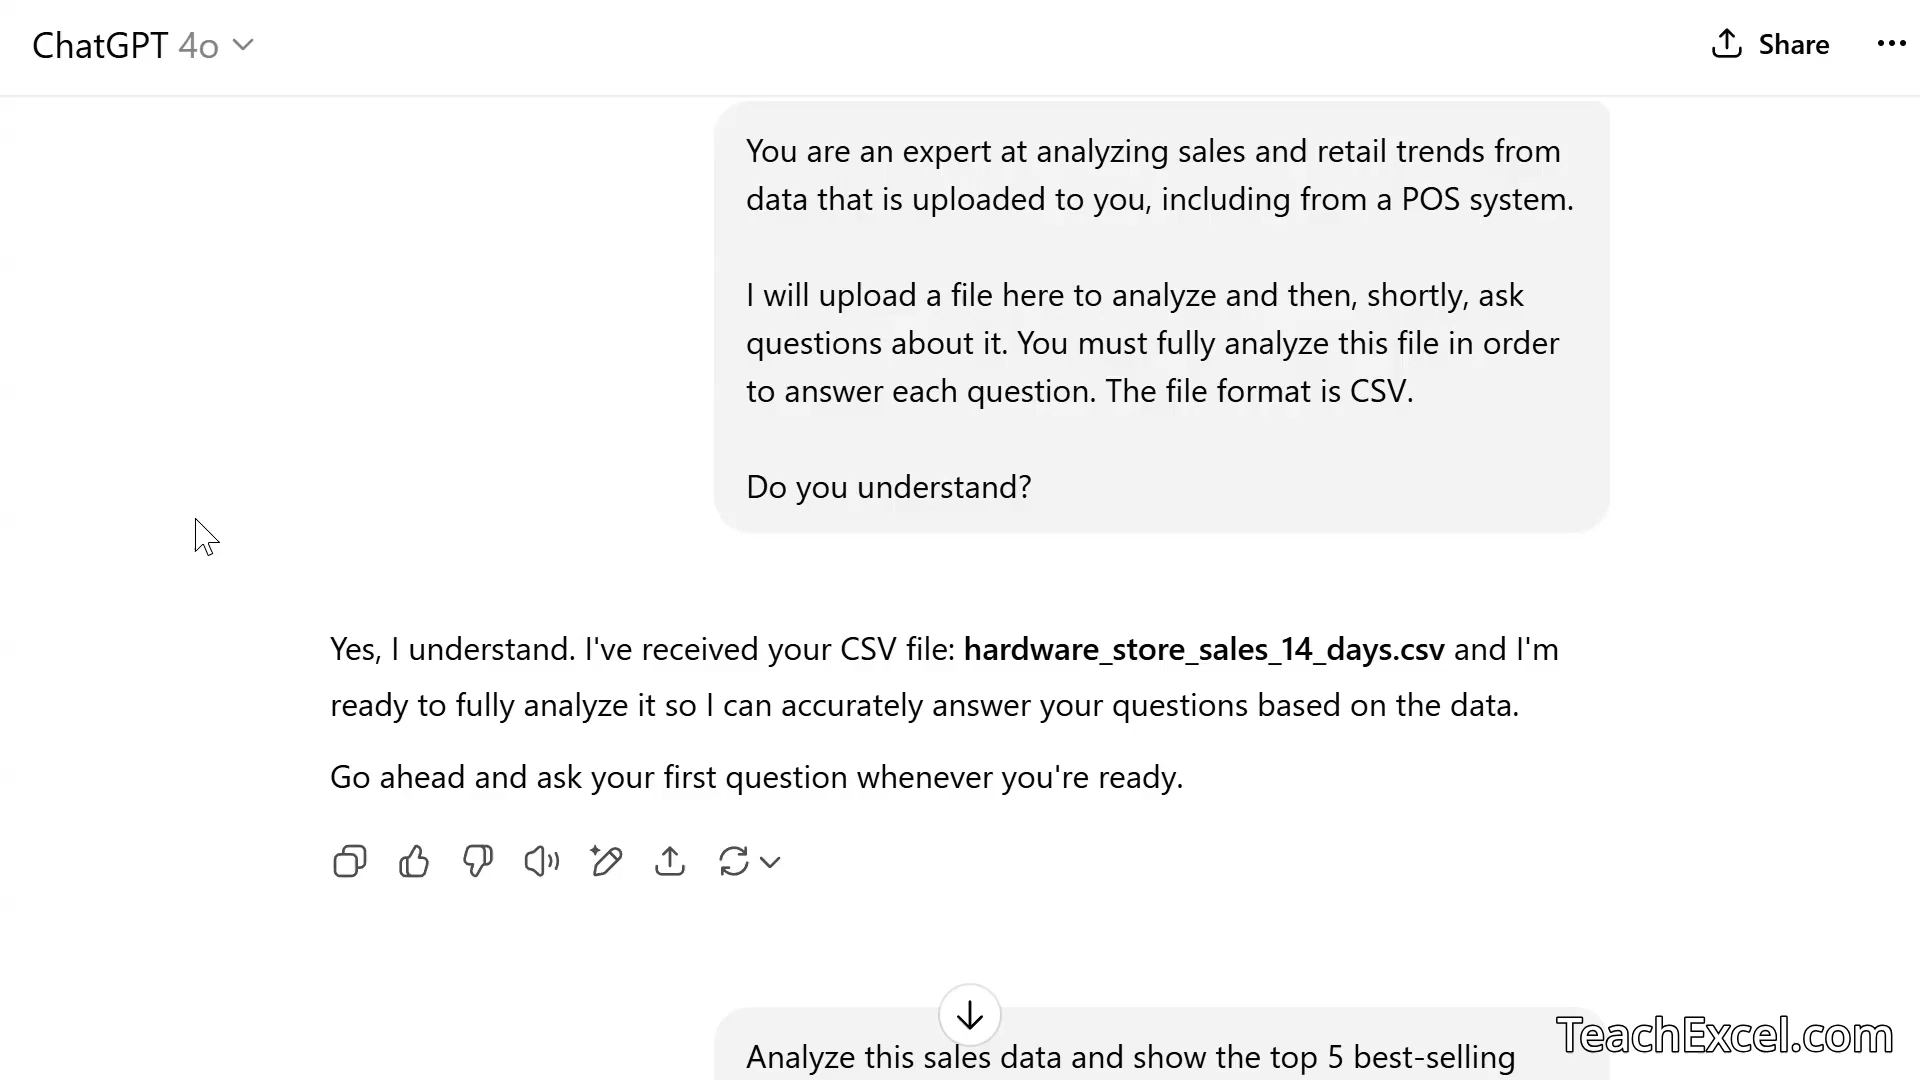 ChatGPT 4o
Share
You are an expert at analyzing sales and retail trends from
data that is uploaded to you, including from a POS system.
I will upload a file here to analyze and then, shortly, ask
questions about it. You must fully analyze this file in order
to answer each question. The file format is CSV.
Do you understand?
Yes, I understand. I've received your CSV file: hardware_store_sales_14_days.csv and I'm
ready to fully analyze it so I can accurately answer your questions based on the data.
Go ahead and ask your first question whenever you're ready.
Analyze this sales data and show the top 5 best-selling
TeachExcel.com